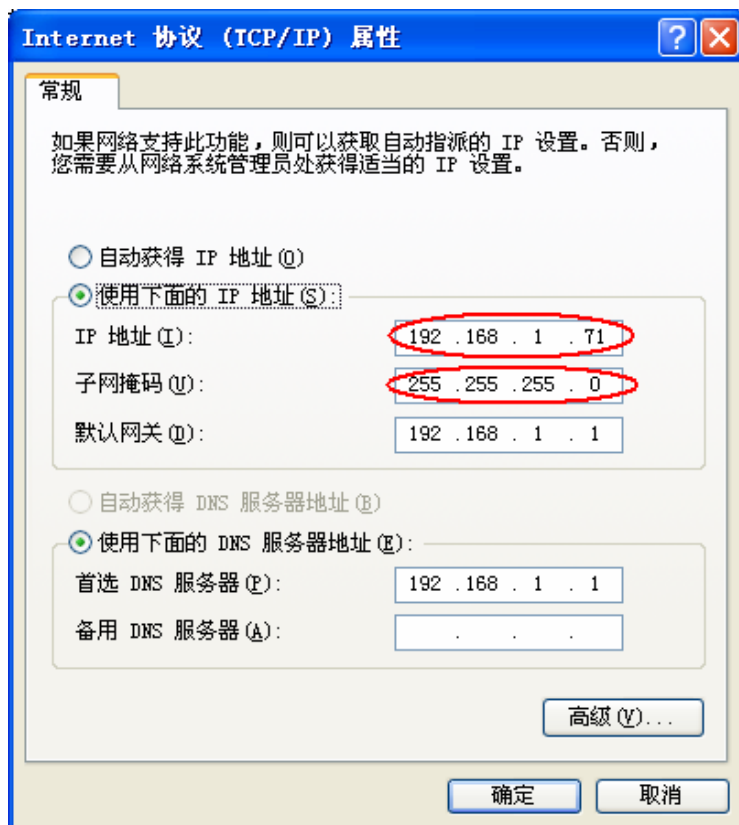 Internet 协议 (TCP/IP) 属性
常规
如果网络支持此功能，则可以获取自动指派的 IP 设置。否则，
您需要从网络系统管理员处获得适当的 IP 设置。
自动获得 IP 地址(O)
使用下面的 IP 地址(S):
IP 地址(I): 192 .168 . 1 . 71
子网掩码(U): 255 .255 .255 . 0
默认网关(D): 192 .168 . 1 . 1
自动获得 DNS 服务器地址(B)
使用下面的 DNS 服务器地址(E):
首选 DNS 服务器(P): 192 .168 . 1 . 1
备用 DNS 服务器(A): . . .
高级(V)...
确定 取消